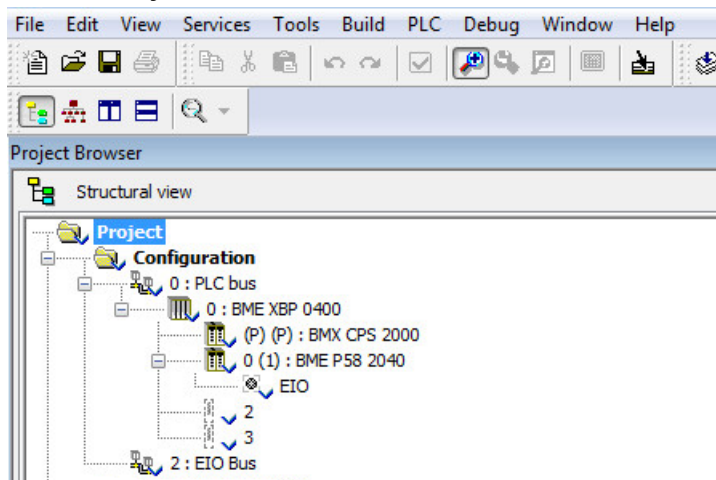 File Edit View Services Tools Build PLC Debug Window Help
Project Browser
Structural view
Project
Configuration
0 : PLC bus
0 : BME XBP 0400
(P) (P) : BMX CPS 2000
0 (1) : BME P58 2040
EIO
2
3
2 : EIO Bus